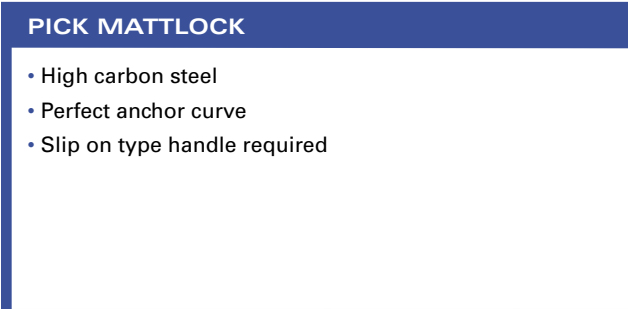 PICK MATTLOCK
• High carbon steel
• Perfect anchor curve
• Slip on type handle required